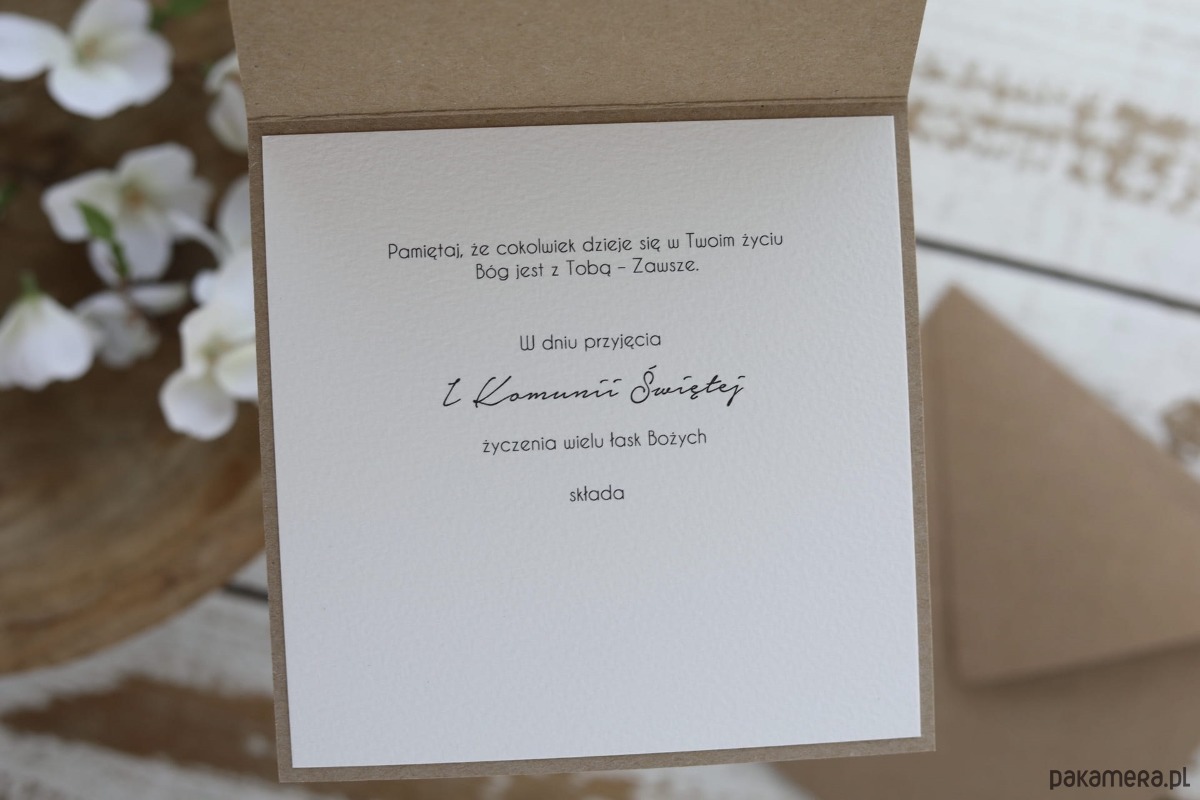 Pamiętaj, że cokolwiek dzieje się w Twoim życiu
Bóg jest z Tobą - Zawsze.
W dniu przyjęcia
I Komunii Świętej
życzenia wielu łask Bożych
składa
pakamera.pl